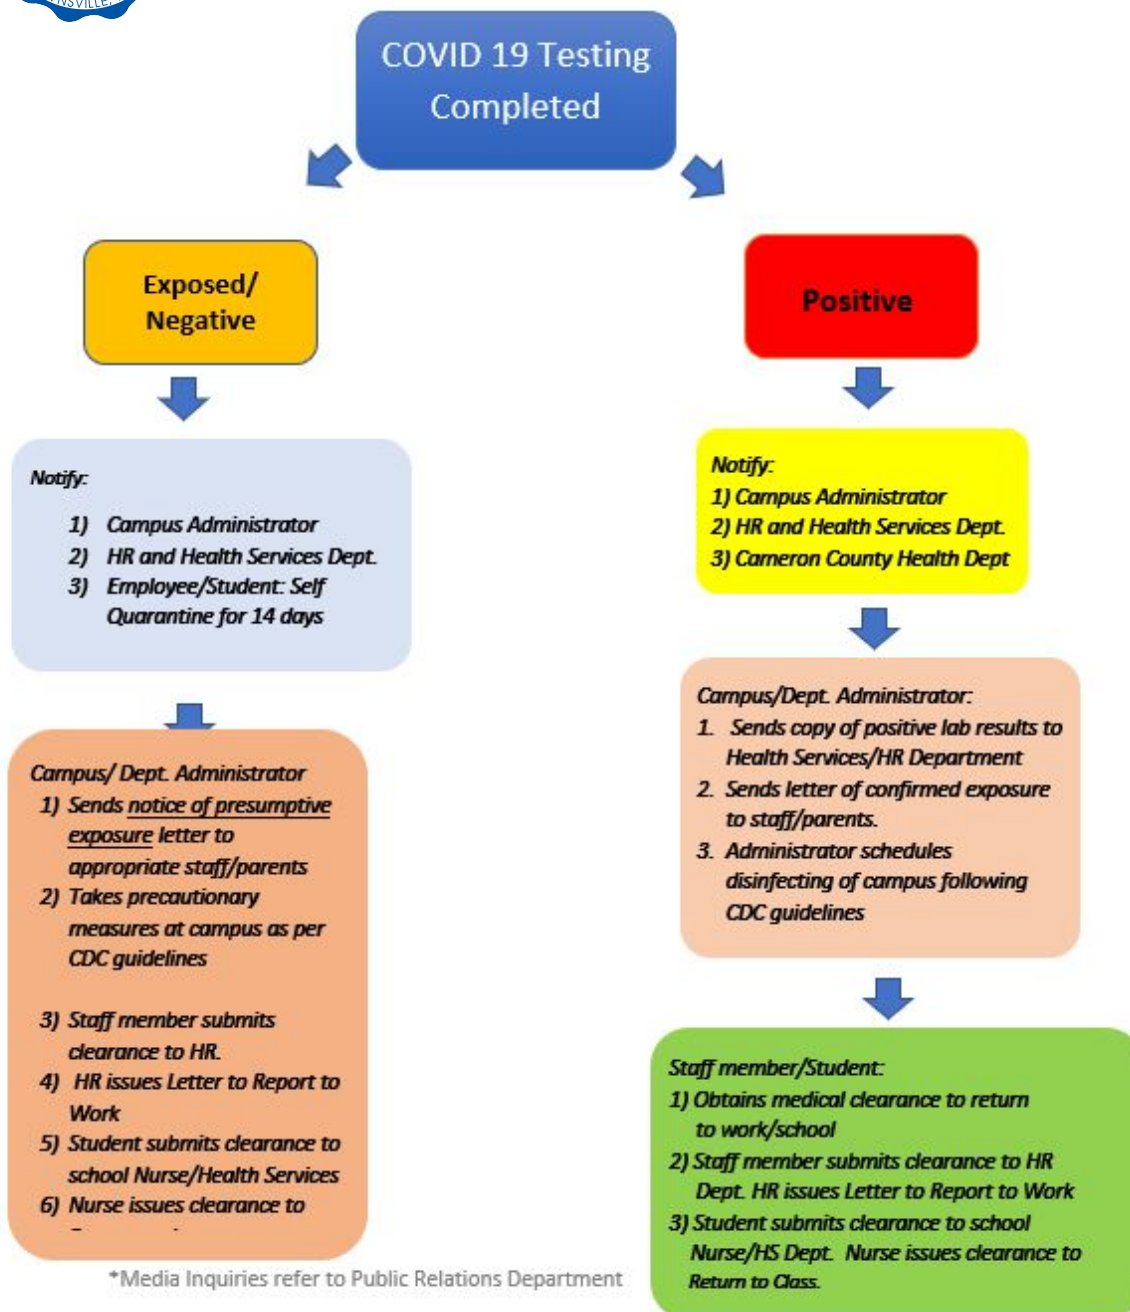 NSVILLE,
COVID 19 Testing
Completed
Exposed/
Negative
Notify:
1) Campus Administrator
2) HR and Health Services Dept.
3) Employee/Student: Self
Quarantine for 14 days
Campus/ Dept. Administrator
1) Sends notice of presumptive
exposure letter to
appropriate staff/parents
2) Takes precautionary
measures at campus as per
CDC guidelines
3) Staff member submits
clearance to HR.
4) HR issues Letter to Report to
Work
5) Student submits clearance to
school Nurse/Health Services
6) Nurse issues clearance to
Positive
Notify:
1) Campus Administrator
2) HR and Health Services Dept.
3) Cameron County Health Dept
Campus/Dept. Administrator:
1. Sends copy of positive lab results to
Health Services/HR Department
2. Sends letter of confirmed exposure
to staff/parents.
3. Administrator schedules
disinfecting of campus following
CDC guidelines
Staff member/Student:
1) Obtains medical clearance to return
to work/school
2) Staff member submits clearance to HR
Dept. HR issues Letter to Report to Work
3) Student submits clearance to school
Nurse/HS Dept. Nurse issues clearance to
Return to Class.
*Media Inquiries refer to Public Relations Department